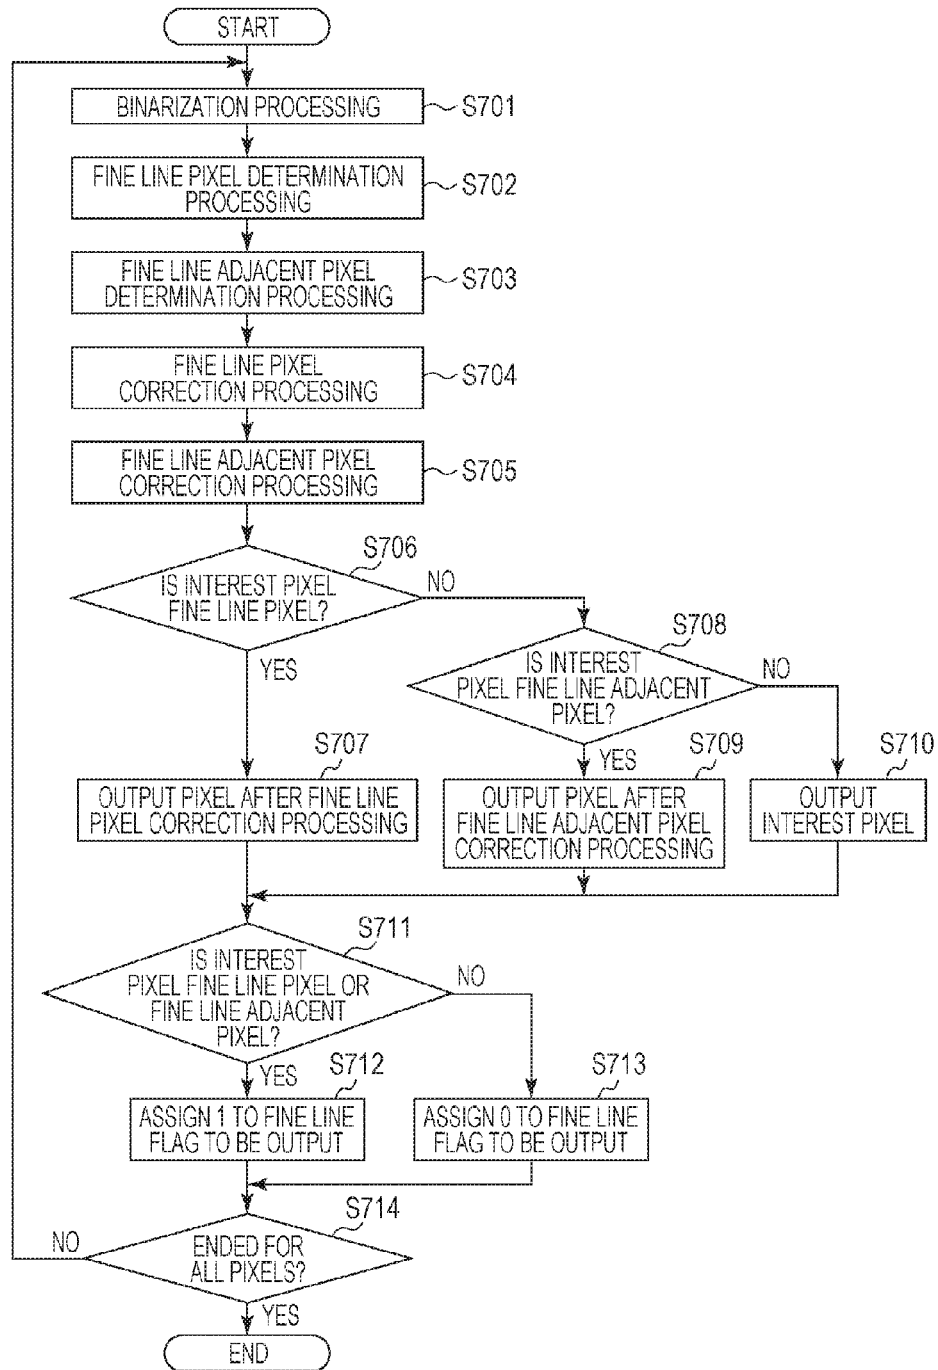 START
BINARIZATION PROCESSING
S701
FINE LINE PIXEL DETERMINATION
PROCESSING
S702
FINE LINE ADJACENT PIXEL
DETERMINATION PROCESSING
S703
FINE LINE PIXEL
CORRECTION PROCESSING
S704
FINE LINE ADJACENT PIXEL
CORRECTION PROCESSING
S705
S706
IS INTEREST PIXEL
FINE LINE PIXEL?
NO
YES
S708
IS INTEREST
PIXEL FINE LINE ADJACENT
PIXEL?
NO
YES
S707
OUTPUT PIXEL AFTER FINE LINE
PIXEL CORRECTION PROCESSING
S709
OUTPUT PIXEL AFTER
FINE LINE ADJACENT PIXEL
CORRECTION PROCESSING
S710
OUTPUT
INTEREST PIXEL
S711
IS INTEREST
PIXEL FINE LINE PIXEL OR
FINE LINE ADJACENT
PIXEL?
NO
YES
S712
ASSIGN 1 TO FINE LINE
FLAG TO BE OUTPUT
S713
ASSIGN 0 TO FINE LINE
FLAG TO BE OUTPUT
S714
ENDED FOR
ALL PIXELS?
NO
YES
END